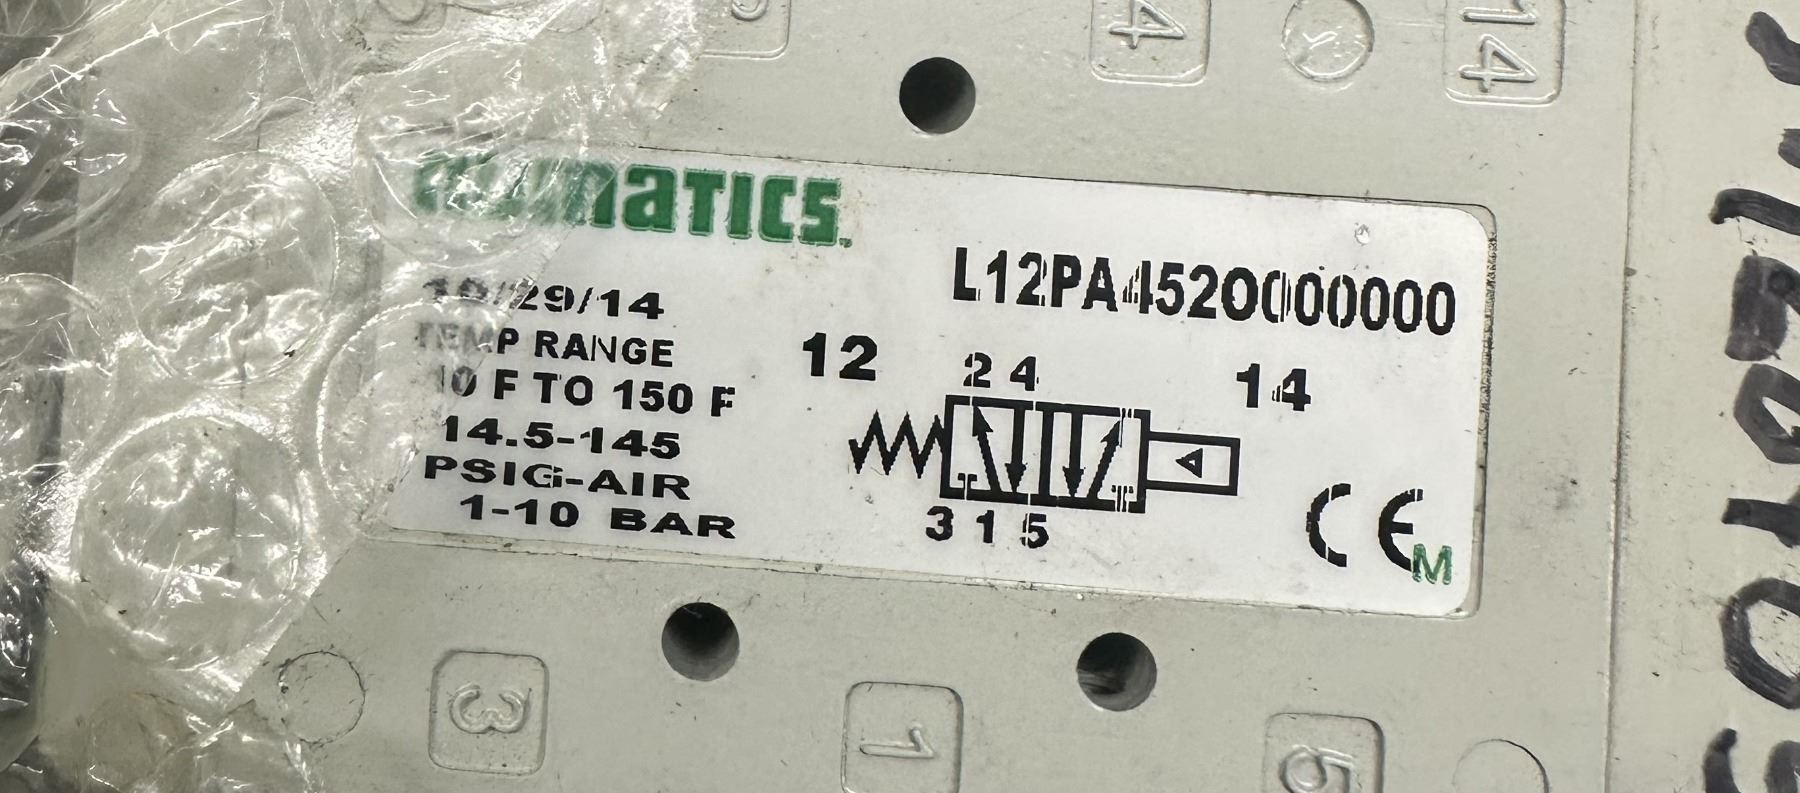 4
14
numatics.
L12PA452O000000
10/29/14
TEMP RANGE
F TO 150 F
14.5-145
PSIG-AIR
1-10 BAR
12
2 4
14
3 1 5
CE
M
3
1
5